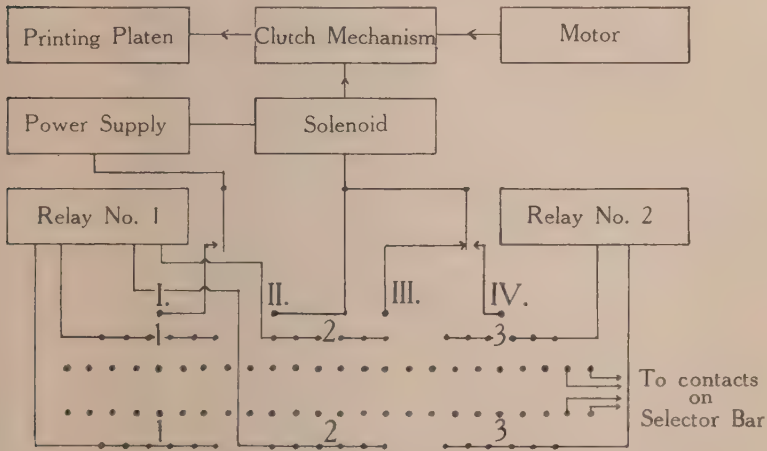 Printing Platen
Clutch Mechanism
Motor
Power Supply
Solenoid
Relay No. 1
Relay No. 2
I.
II.
III.
IV.
1
2
3
To contacts
on
Selector Bar
1
2
3